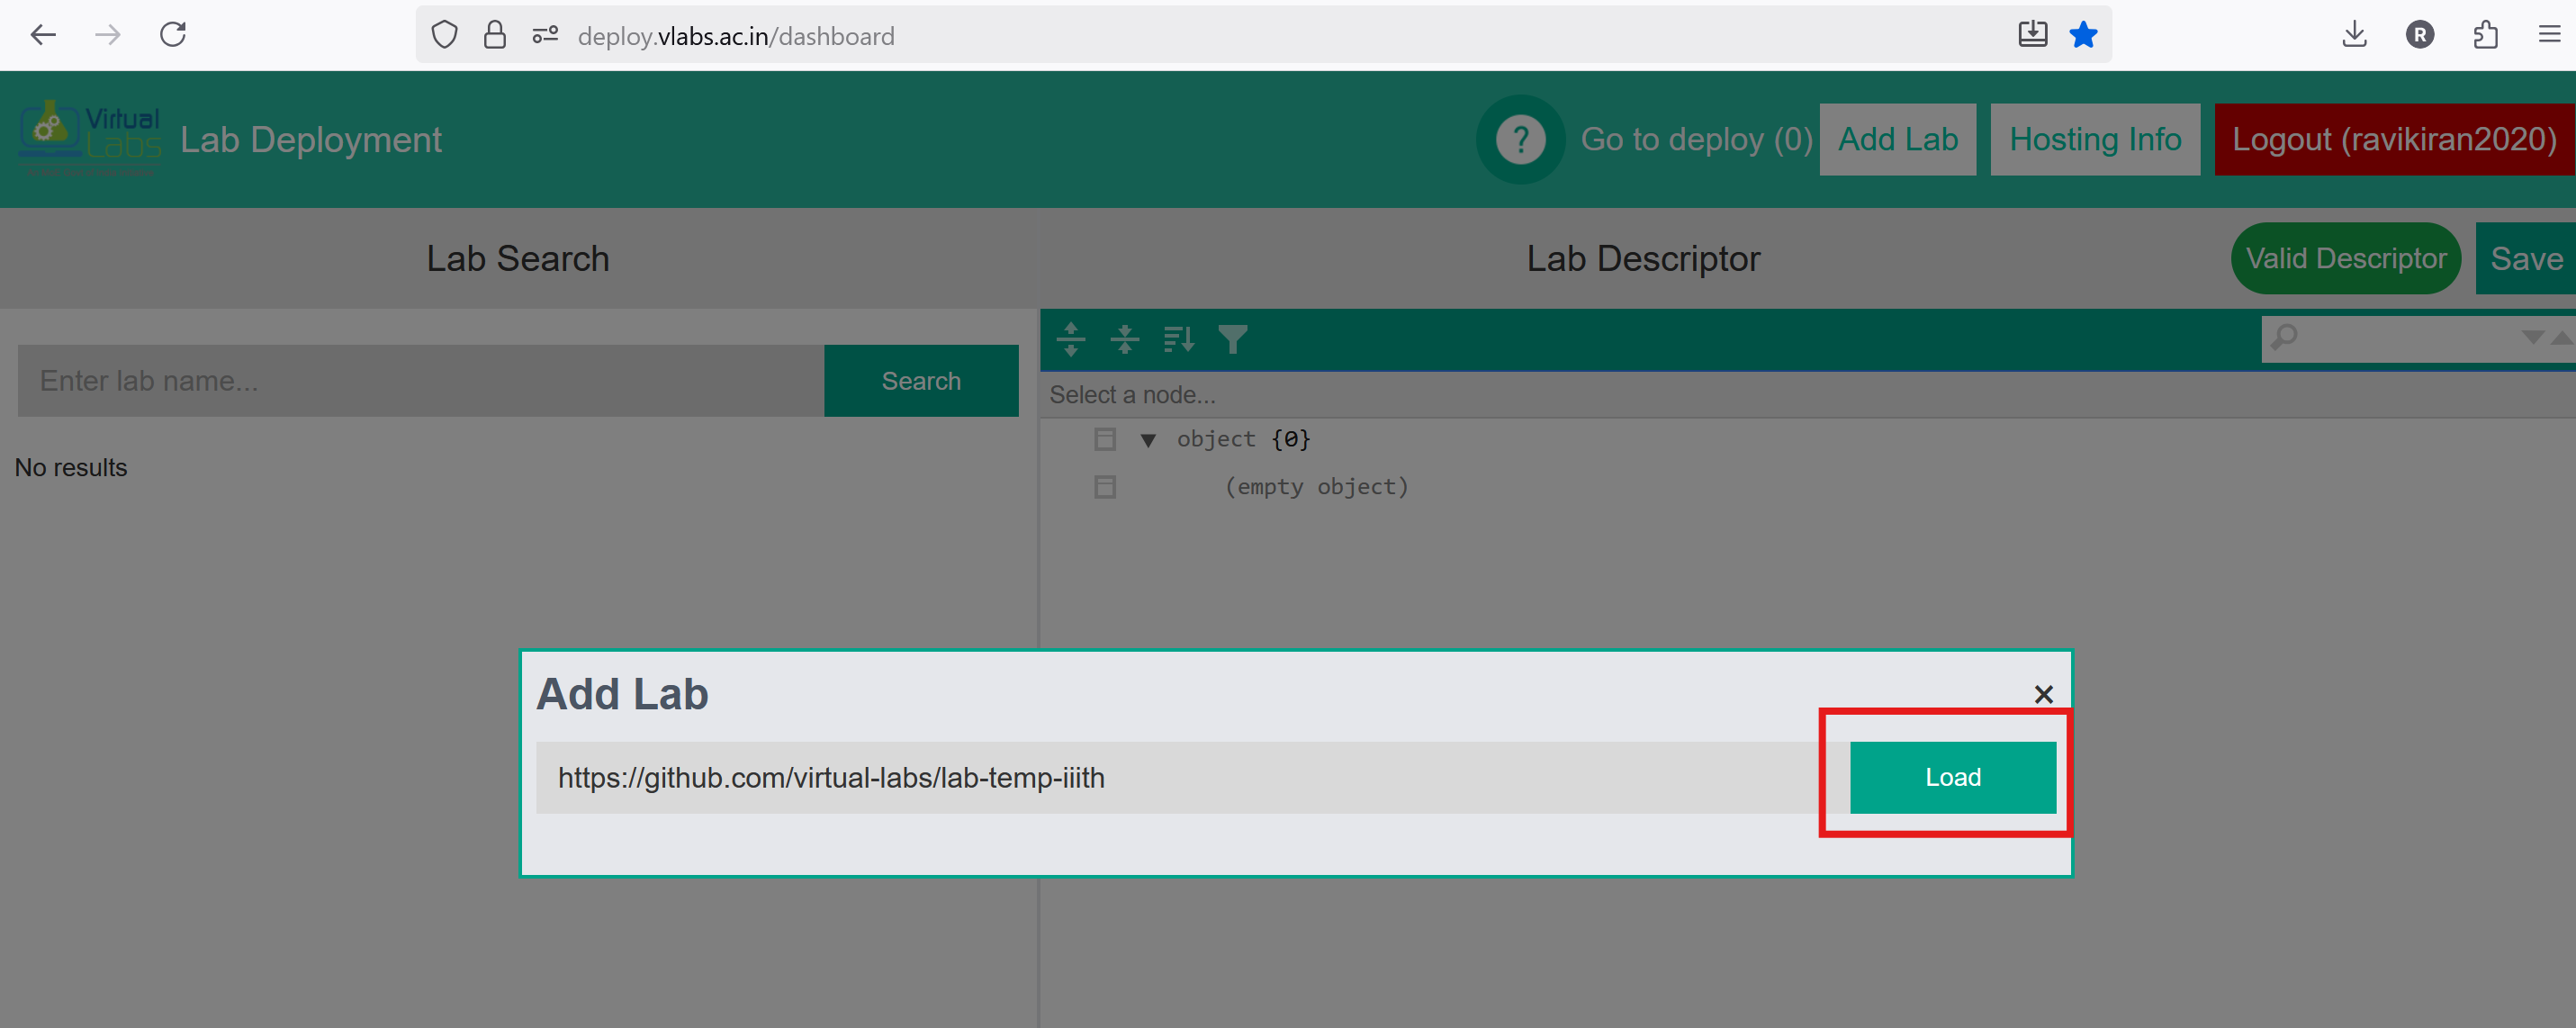 deploy.vlabs.ac.in/dashboard
R
Virtual
Labs
Lab Deployment
?
Go to deploy (0)
Add Lab
Hosting Info
Logout (ravikiran2020)
Lab Search
Lab Descriptor
Valid Descriptor
Save
Enter lab name...
Search
Select a node...
No results
object {0}
(empty object)
Add Lab
×
https://github.com/virtual-labs/lab-temp-iiith
Load